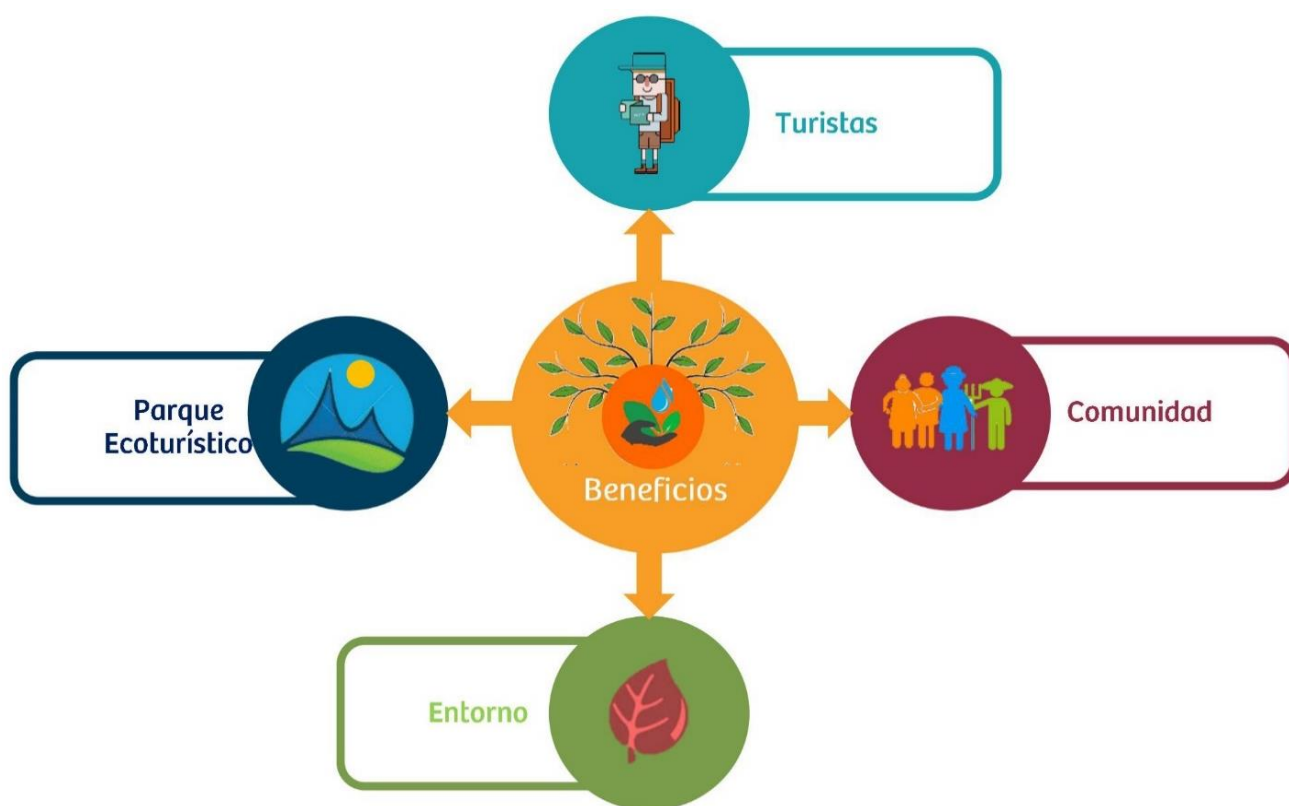 Turistas
Parque
Ecoturístico
Beneficios
Comunidad
Entorno